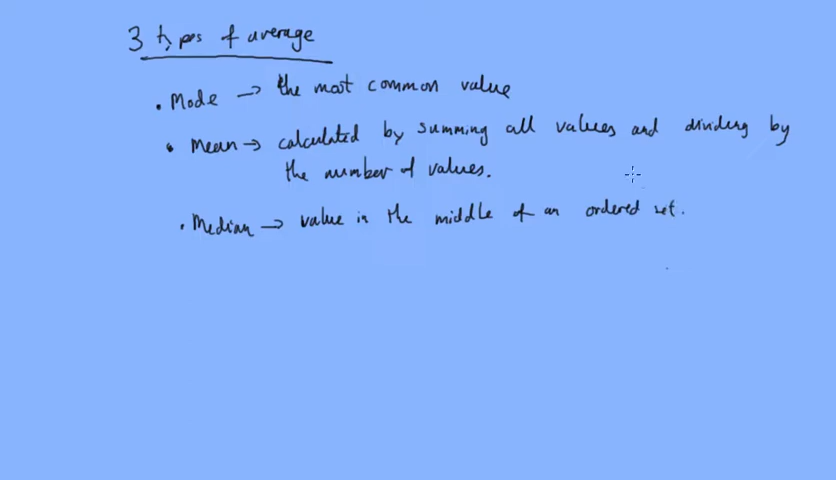 3 types of average
• Mode → the most common value
• Mean → calculated by summing all values and dividing by
the number of values.
• Median → value in the middle of an ordered set.